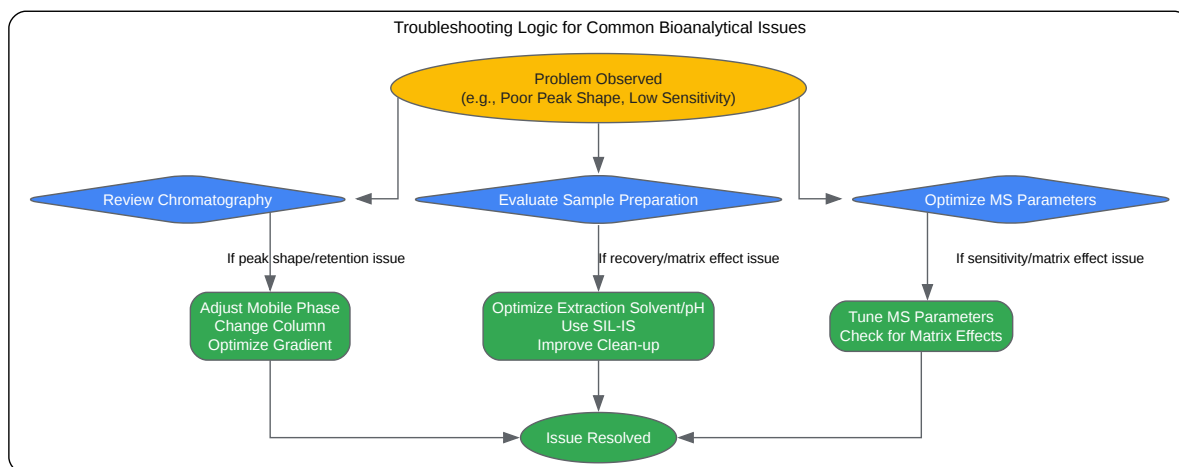 Troubleshooting Logic for Common Bioanalytical Issues
Problem Observed
(e.g., Poor Peak Shape, Low Sensitivity)
Review Chromatography
Evaluate Sample Preparation
Optimize MS Parameters
If peak shape/retention issue
If recovery/matrix effect issue
If sensitivity/matrix effect issue
Adjust Mobile Phase
Change Column
Optimize Gradient
Optimize Extraction Solvent/pH
Use SIL-IS
Improve Clean-up
Tune MS Parameters
Check for Matrix Effects
Issue Resolved